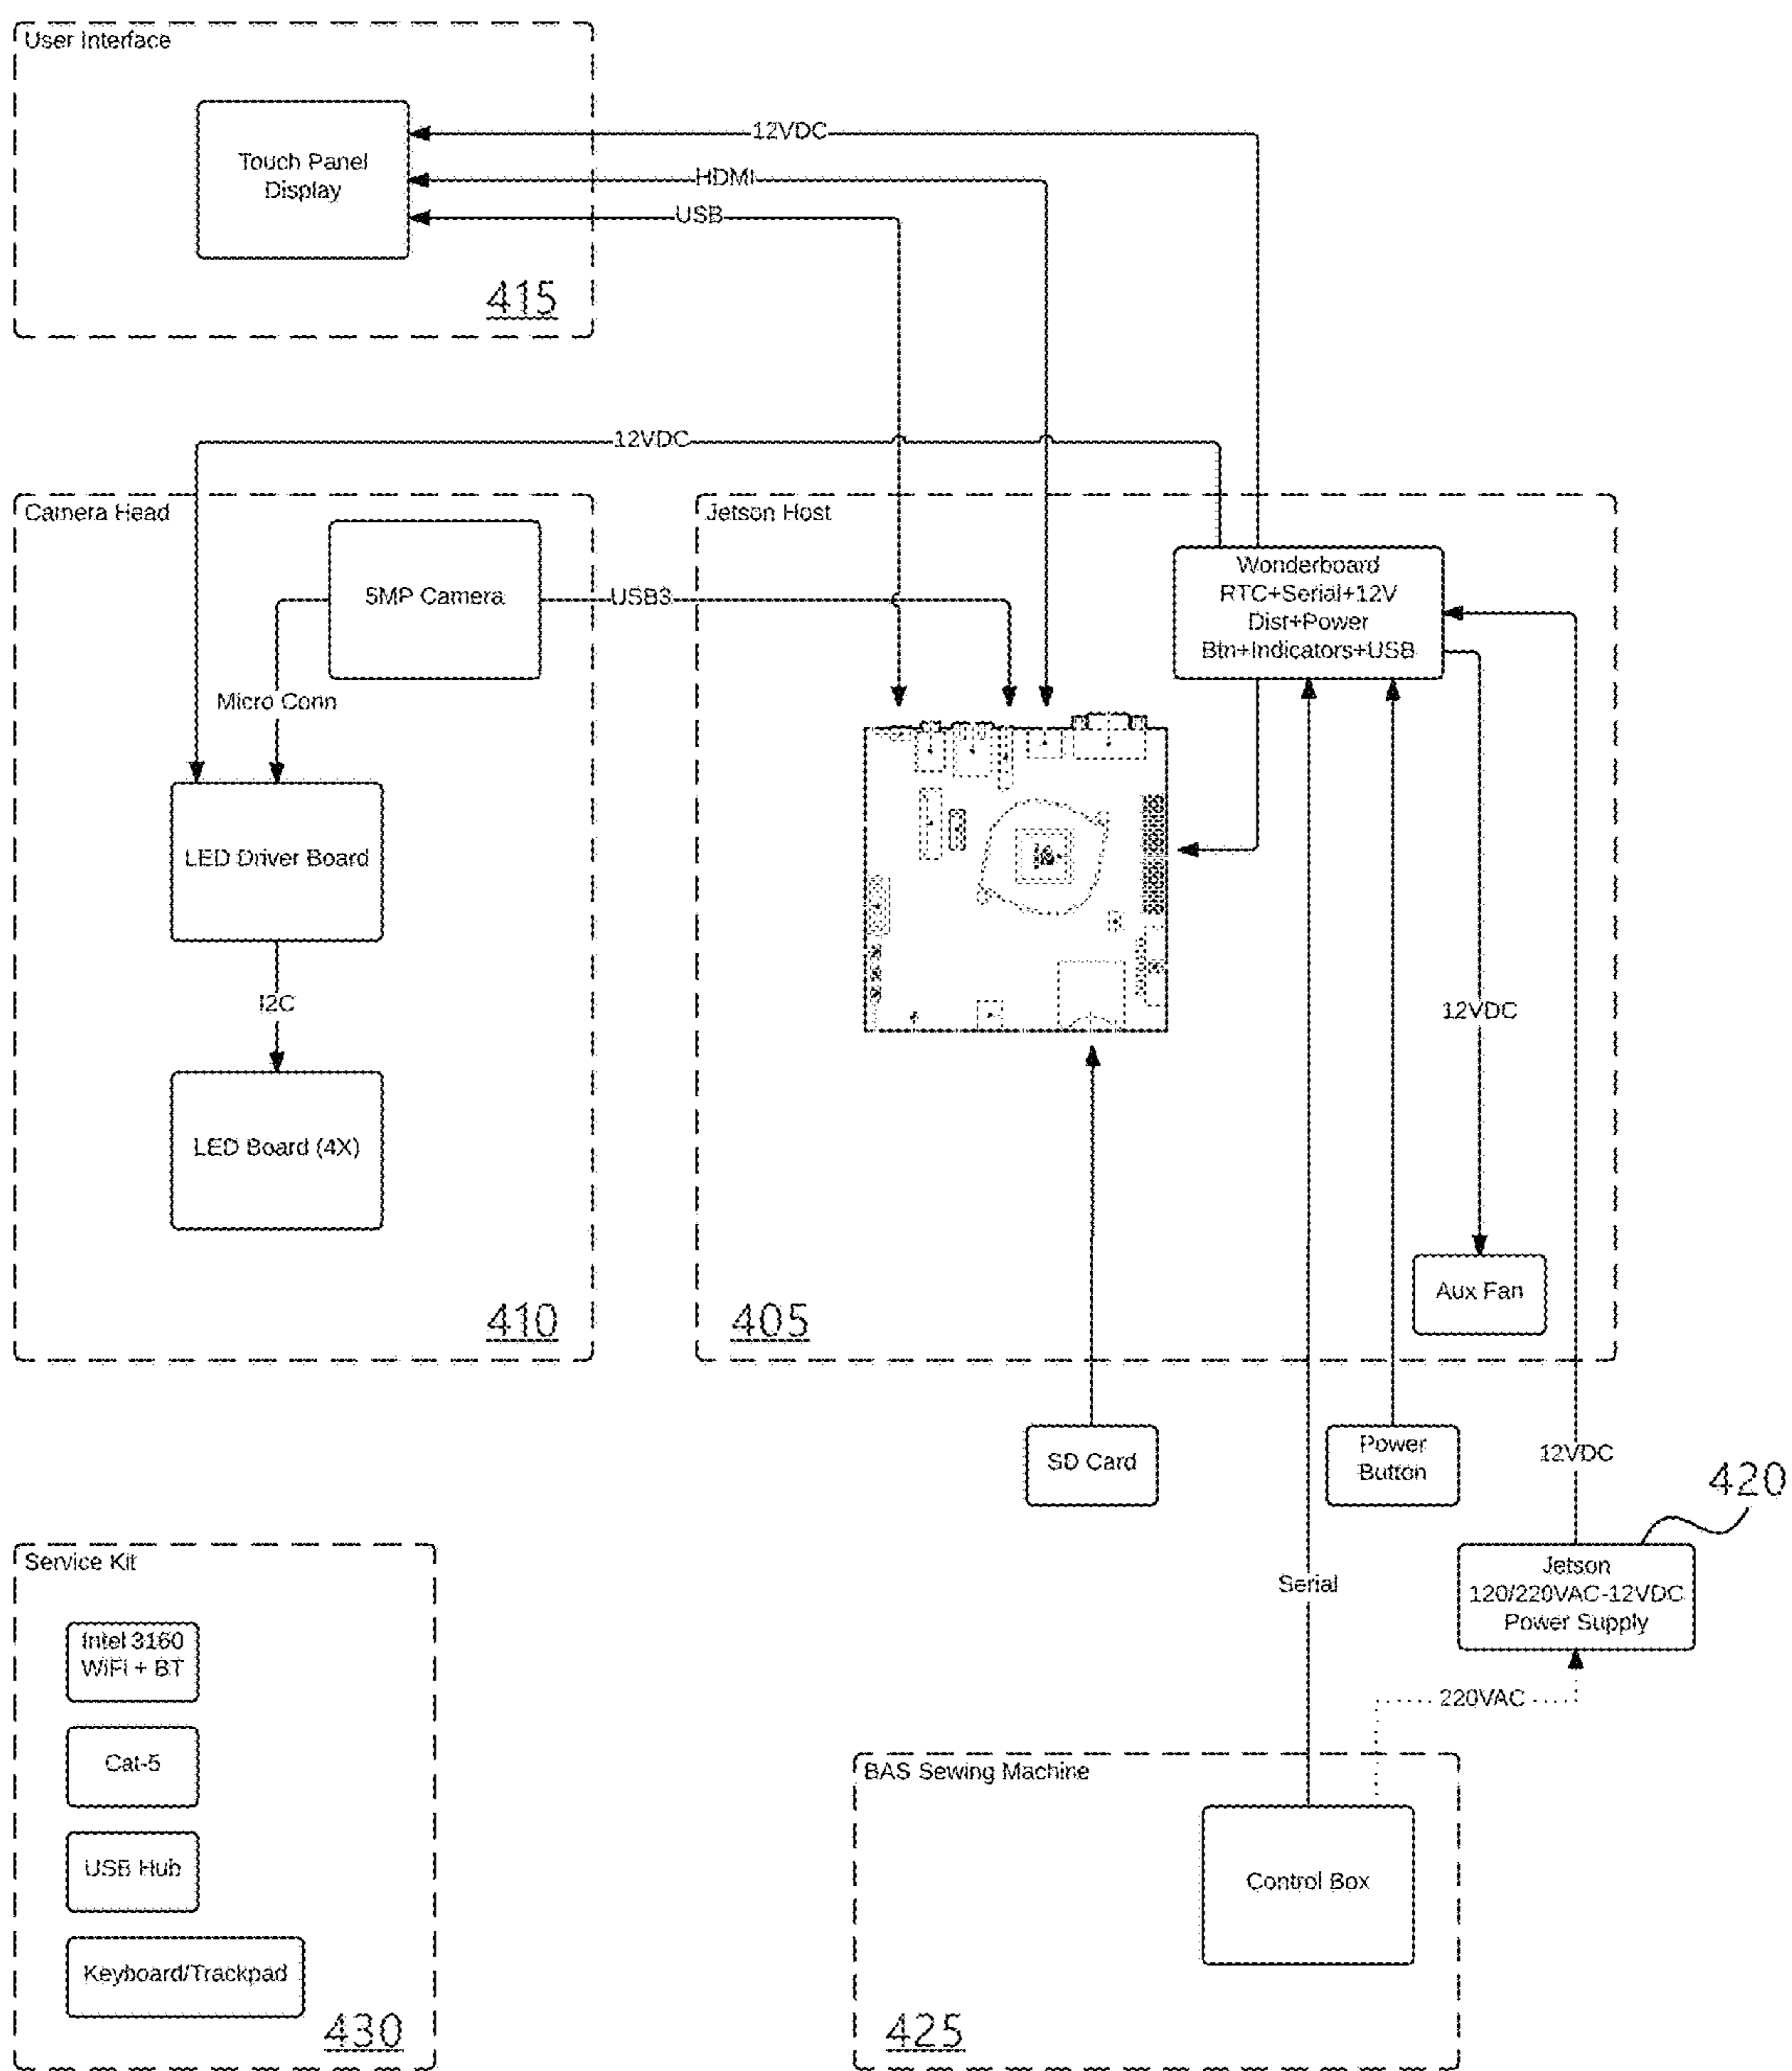 User Interface
Touch Panel
Display
12VDC
HDMI
USB
415
12VDC
Camera Head
5MP Camera
USB3
Micro Conn
LED Driver Board
I2C
LED Board (4X)
410
Jetson Host
Wonderboard
RTC+Serial+12V
Dist+Power
Btn+Indicators+USB
12VDC
Aux Fan
405
SD Card
Power
Button
12VDC
420
Jetson
120/220VAC-12VDC
Power Supply
Serial
220VAC
Service Kit
Intel 3160
WiFi + BT
Cat-5
USB Hub
Keyboard/Trackpad
430
BAS Sewing Machine
Control Box
425